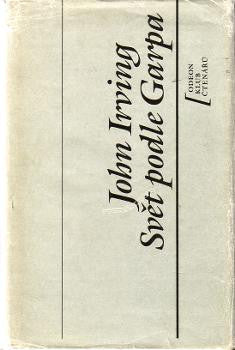 John Irving
Svět podle Garpa
ODEON
KLUB
ČTENÁŘŮ